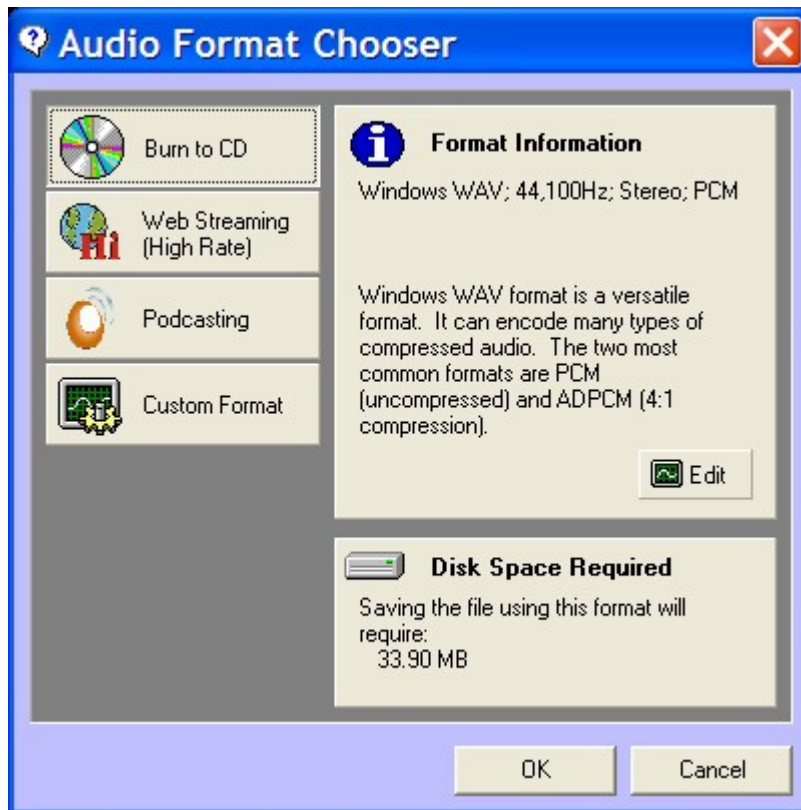 Audio Format Chooser
Burn to CD
Web Streaming
(High Rate)
Podcasting
Custom Format
Format Information
Windows WAV; 44,100Hz; Stereo; PCM
Windows WAV format is a versatile
format. It can encode many types of
compressed audio. The two most
common formats are PCM
(uncompressed) and ADPCM (4:1
compression).
Edit
Disk Space Required
Saving the file using this format will
require:
33.90 MB
OK
Cancel